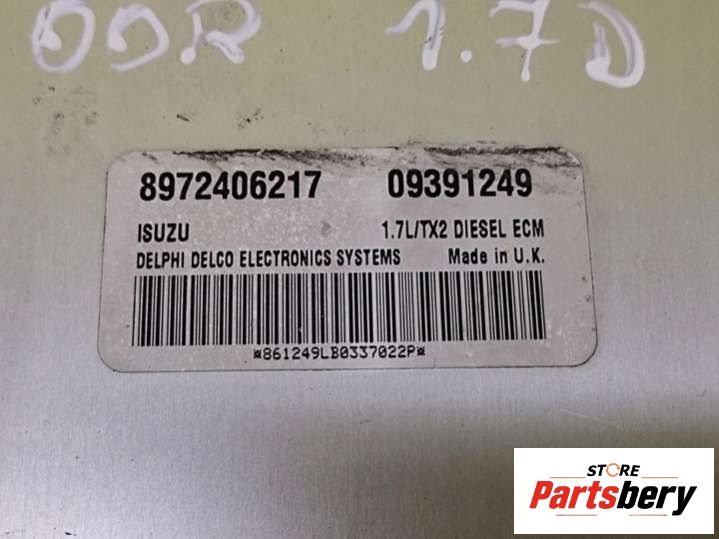 DDR 1.7D
8972406217 09391249
ISUZU 1.7L/TX2 DIESEL ECM
DELPHI DELCO ELECTRONICS SYSTEMS Made in U.K.
¤861249LB0337022P¤
STORE
Partsbery